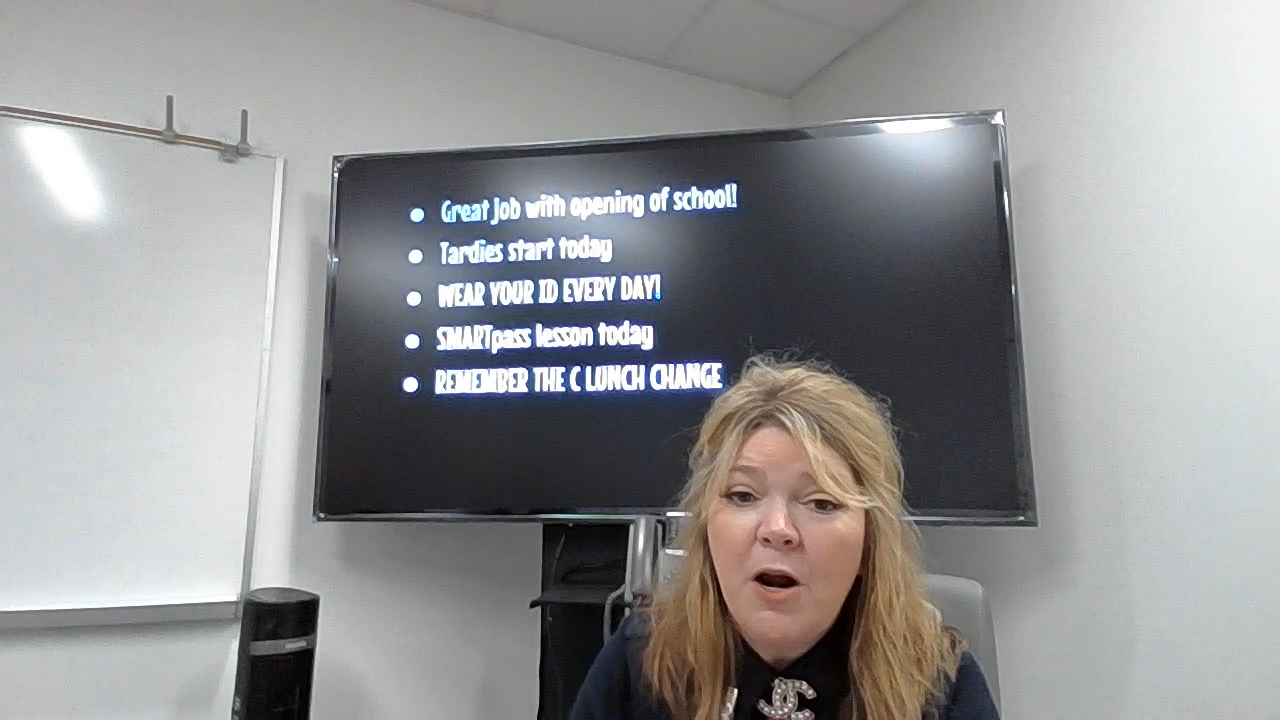 Great Job with opening of school!
Tardies start today
WEAR YOUR ID EVERY DAY!
SMARTpass lesson today
REMEMBER THE C LUNCH CHANGE